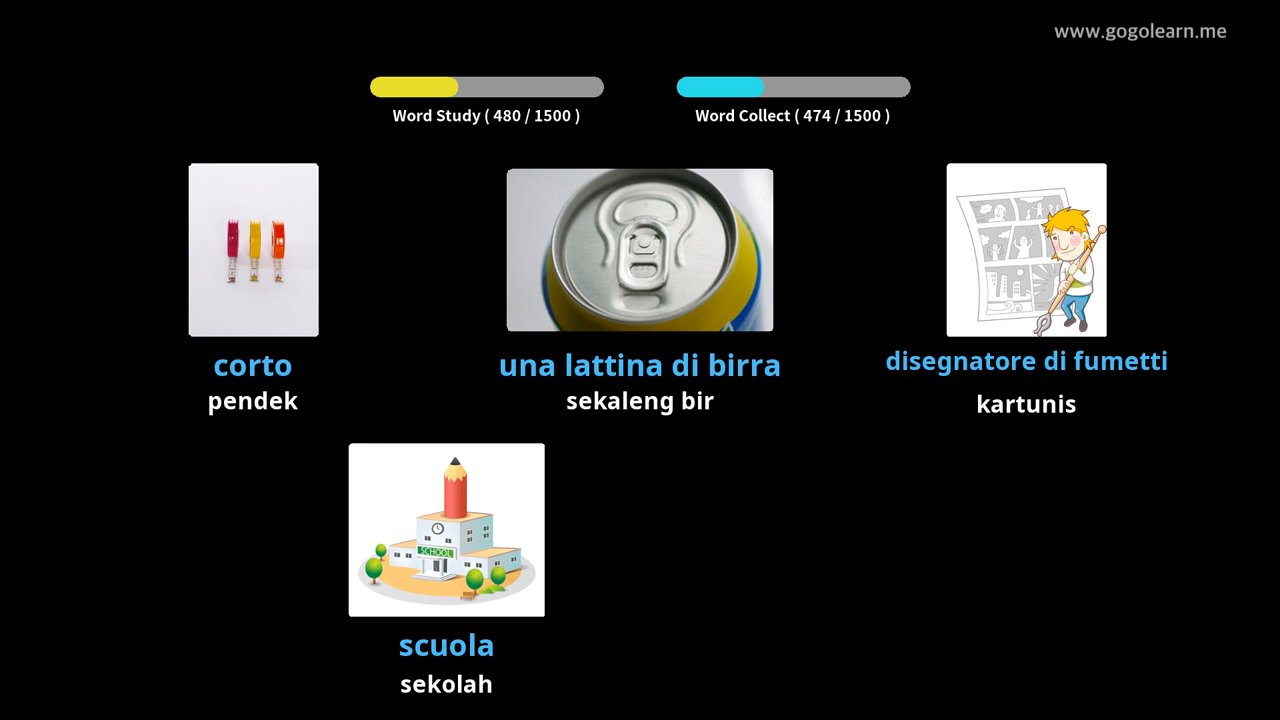 www.gogolearn.me
Word Study ( 480 / 1500 )
Word Collect ( 474 / 1500 )
corto
pendek
una lattina di birra
sekaleng bir
disegnatore di fumetti
kartunis
SCHOOL
scuola
sekolah